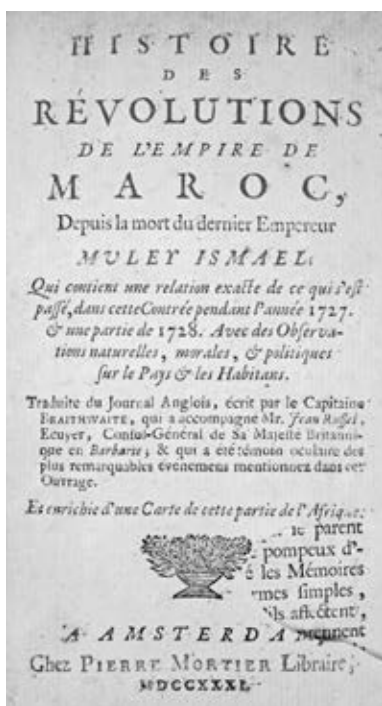 HISTOIRE
DES
RÉVOLUTIONS
DE L'EMPIRE DE
MAROC,
Depuis la mort du dernier Empereur
MULEY ISMAEL:
Qui contient une relation exacte de ce qui s'est
passé, dans cette Contrée pendant l'année 1727.
& une partie de 1728. Avec des Observa-
tions naturelles, morales, & politiques
sur le Pays & les Habitans.
Traduite du Journal Anglois, écrit par le Capitaine
BRAITHWAITE, qui a accompagné Mr. Jean Russel,
Ecuyer, Consul-Général de Sa Majesté Britanni-
que en Barbarie; & qui a été témoin oculaire des
plus remarquables événemens mentionnez dans cet
Ouvrage.
Et enrichie d'une Carte de cette partie de l'Afrique.
parent
pompeux d'-
les Mémoires
mes simples,
ils affectent,
prennent
A AMSTERDA
Chez PIERRE MORTIER Libraire,
MDCCXXXI.